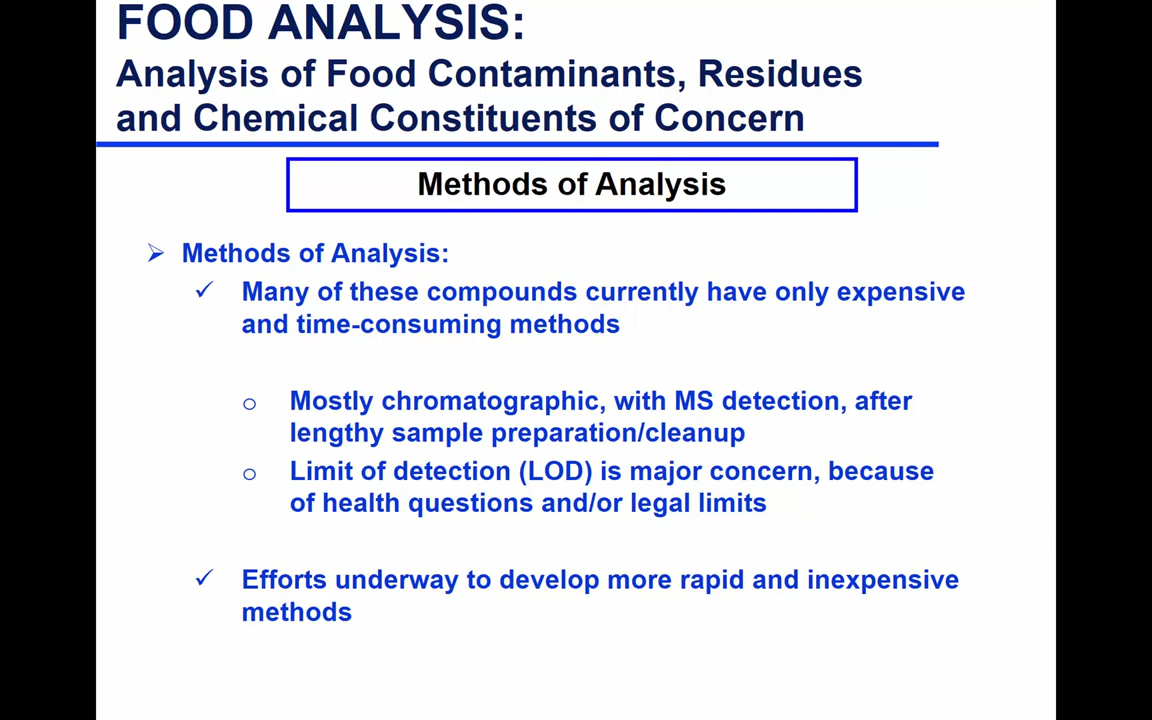 FOOD ANALYSIS:
Analysis of Food Contaminants, Residues
and Chemical Constituents of Concern
Methods of Analysis
Methods of Analysis:
Many of these compounds currently have only expensive
and time-consuming methods
Mostly chromatographic, with MS detection, after
lengthy sample preparation/cleanup
Limit of detection (LOD) is major concern, because
of health questions and/or legal limits
Efforts underway to develop more rapid and inexpensive
methods